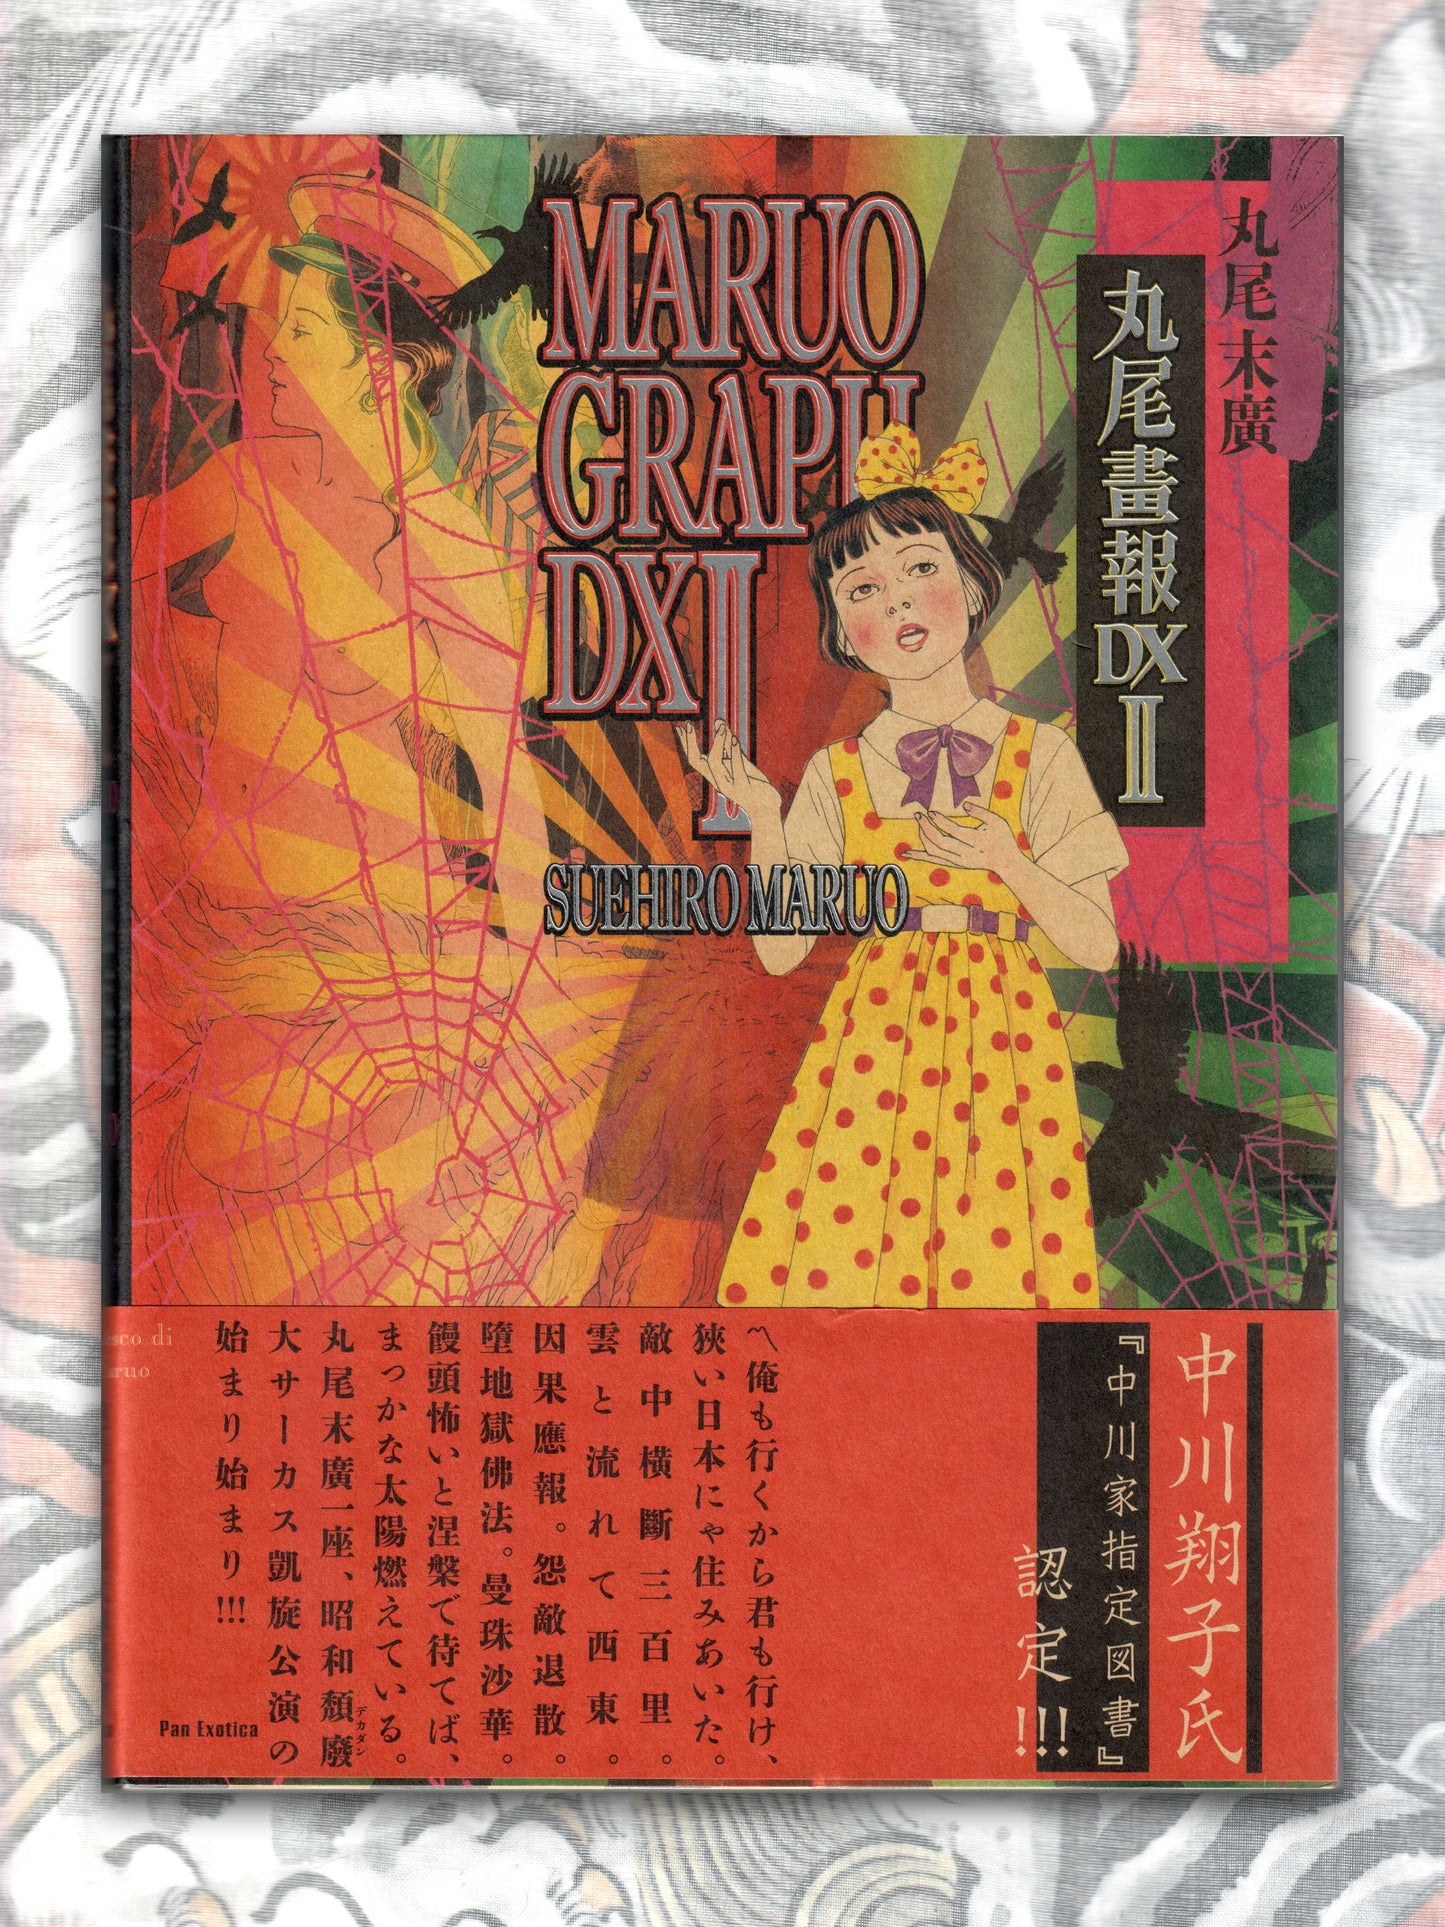 MARUO
GRAPH
DX II
SUEHIRO MARUO
丸尾末廣
丸尾畫報DXII
中川翔子氏
『中川家指定図書』
認定!!!
〽俺も行くから君も行け、
狭い日本にゃ住みあいた。
敵中横斷三百里。
雲と流れて西東。
因果應報。怨敵退散。
墮地獄佛法。曼珠沙華。
饅頭怖いと涅槃で待てば、
まっかな太陽燃えている。
丸尾末廣一座、昭和頽廢
デカダン
大サーカス凱旋公演の
始まり始まり!!!
Pan Exotica
sco di
ruo